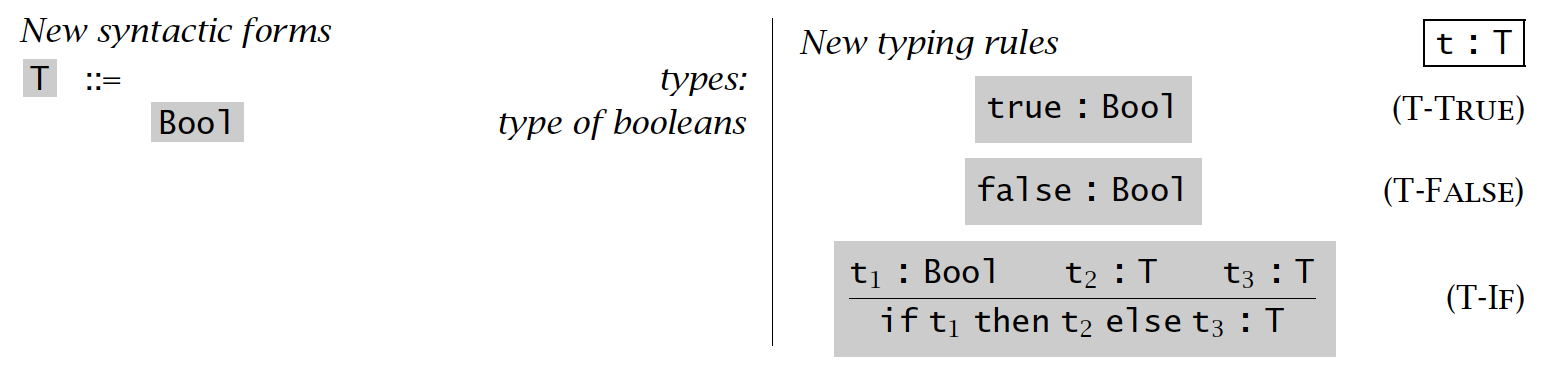 New syntactic forms
T ::= types:
Bool type of booleans
New typing rules t : T
true : Bool (T-TRUE)
false : Bool (T-FALSE)
t₁ : Bool t₂ : T t₃ : T
if t₁ then t₂ else t₃ : T (T-IF)